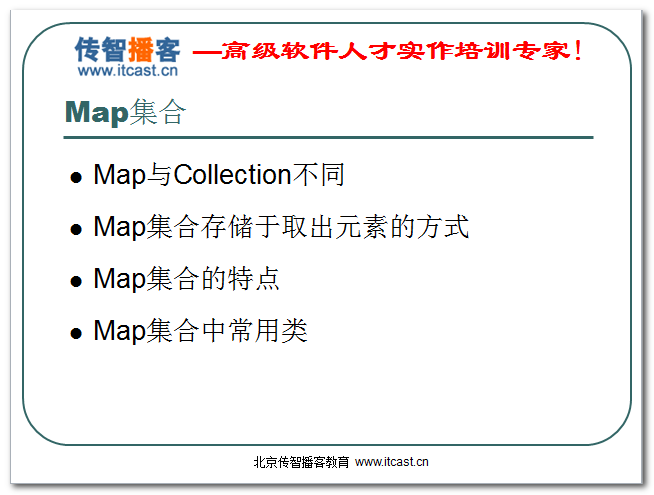 传智播客 —高级软件人才实作培训专家!
www.itcast.cn
Map集合
● Map与Collection不同
● Map集合存储于取出元素的方式
● Map集合的特点
● Map集合中常用类
北京传智播客教育 www.itcast.cn